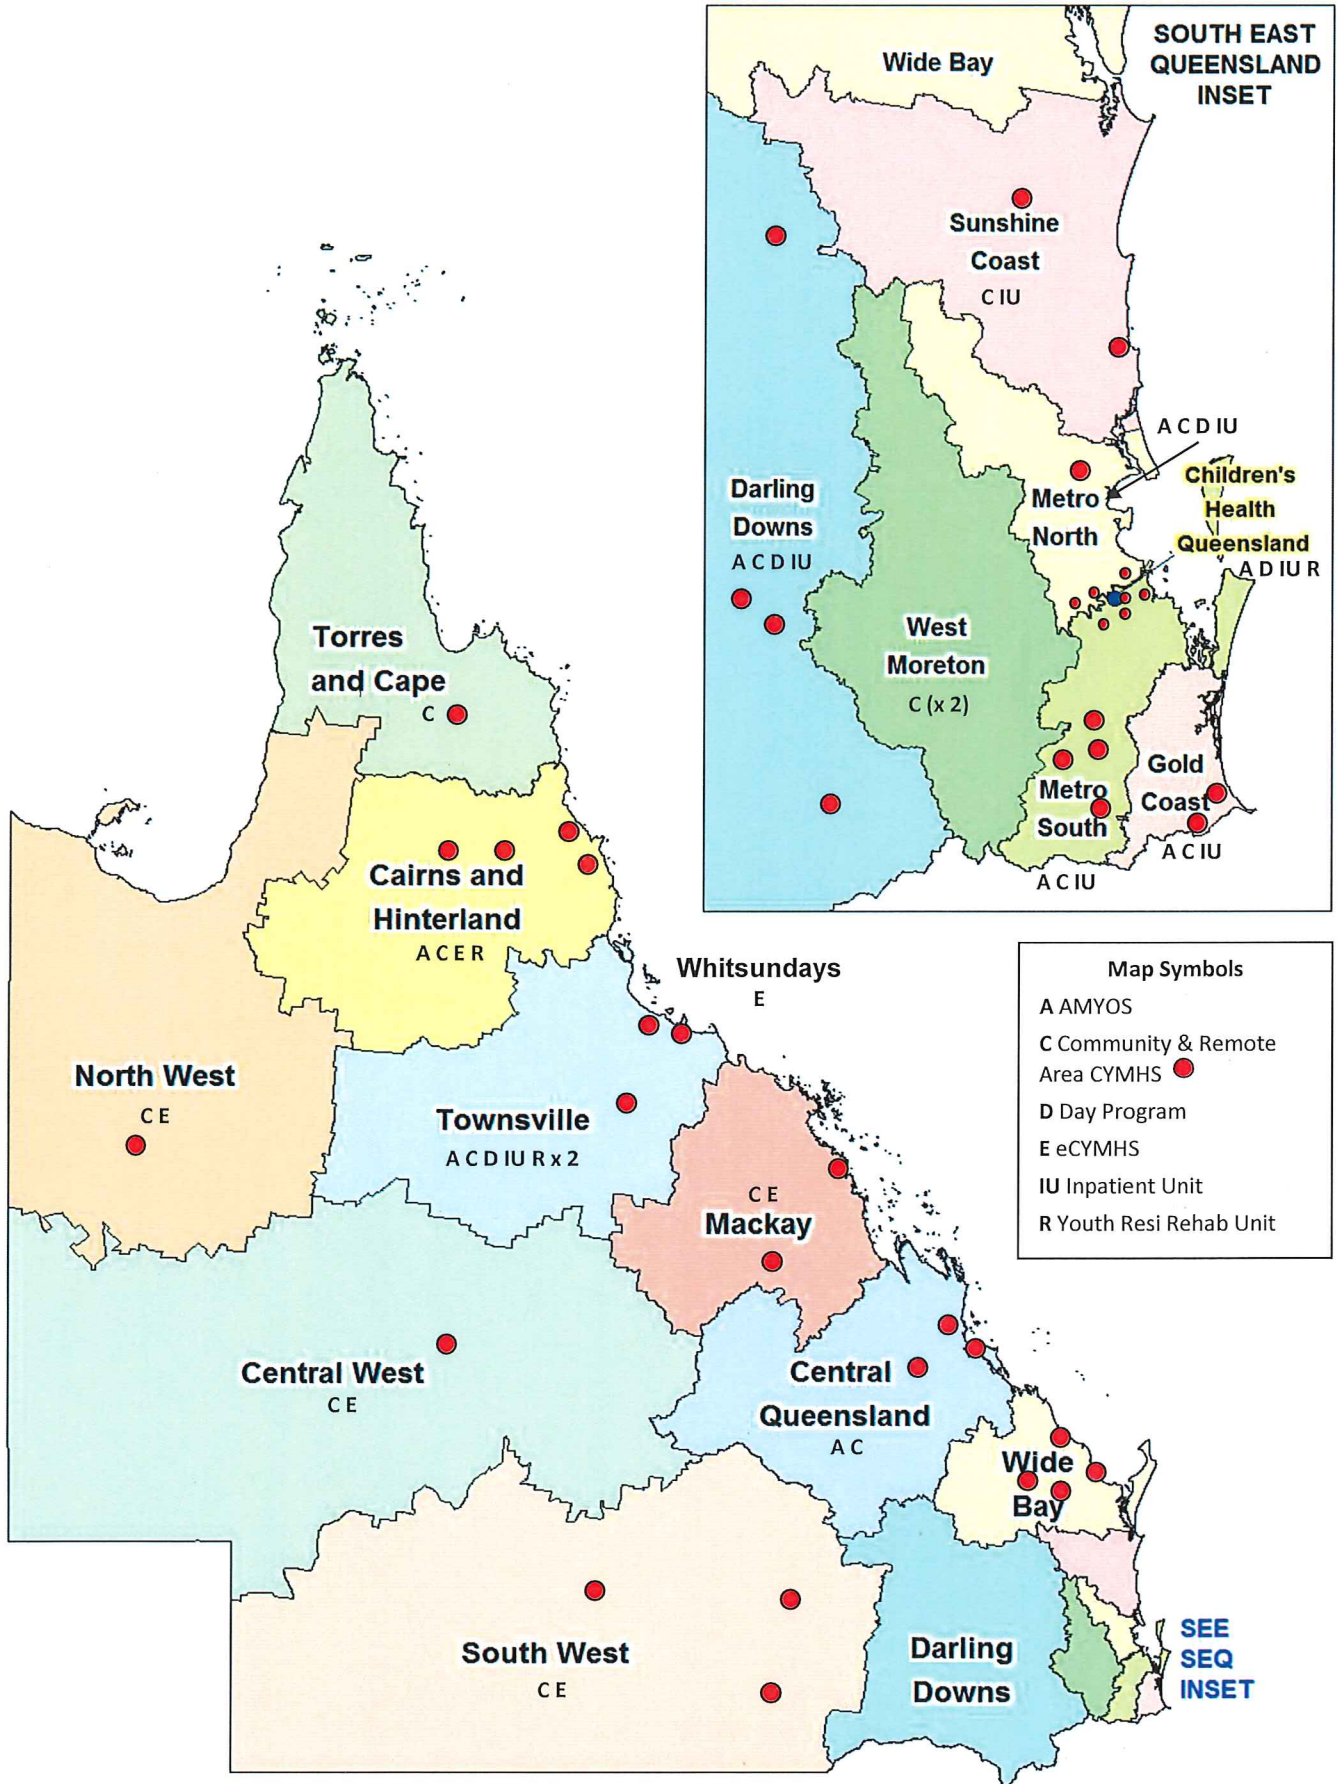 SOUTH EAST
QUEENSLAND
INSET
Wide Bay
Sunshine
Coast
C IU
A C D IU
Children's
Health
Queensland
A D IU R
Metro
North
Darling
Downs
A C D IU
West
Moreton
C (x 2)
Gold
Coast
A C IU
Metro
South
A C IU
Torres
and Cape
C
Cairns and
Hinterland
A C E R
Whitsundays
E
North West
C E
Townsville
A C D IU R x 2
C E
Mackay
Map Symbols
A AMYOS
C Community & Remote
Area CYMHS
D Day Program
E eCYMHS
IU Inpatient Unit
R Youth Resi Rehab Unit
Central West
C E
Central
Queensland
A C
Wide
Bay
South West
C E
Darling
Downs
SEE
SEQ
INSET